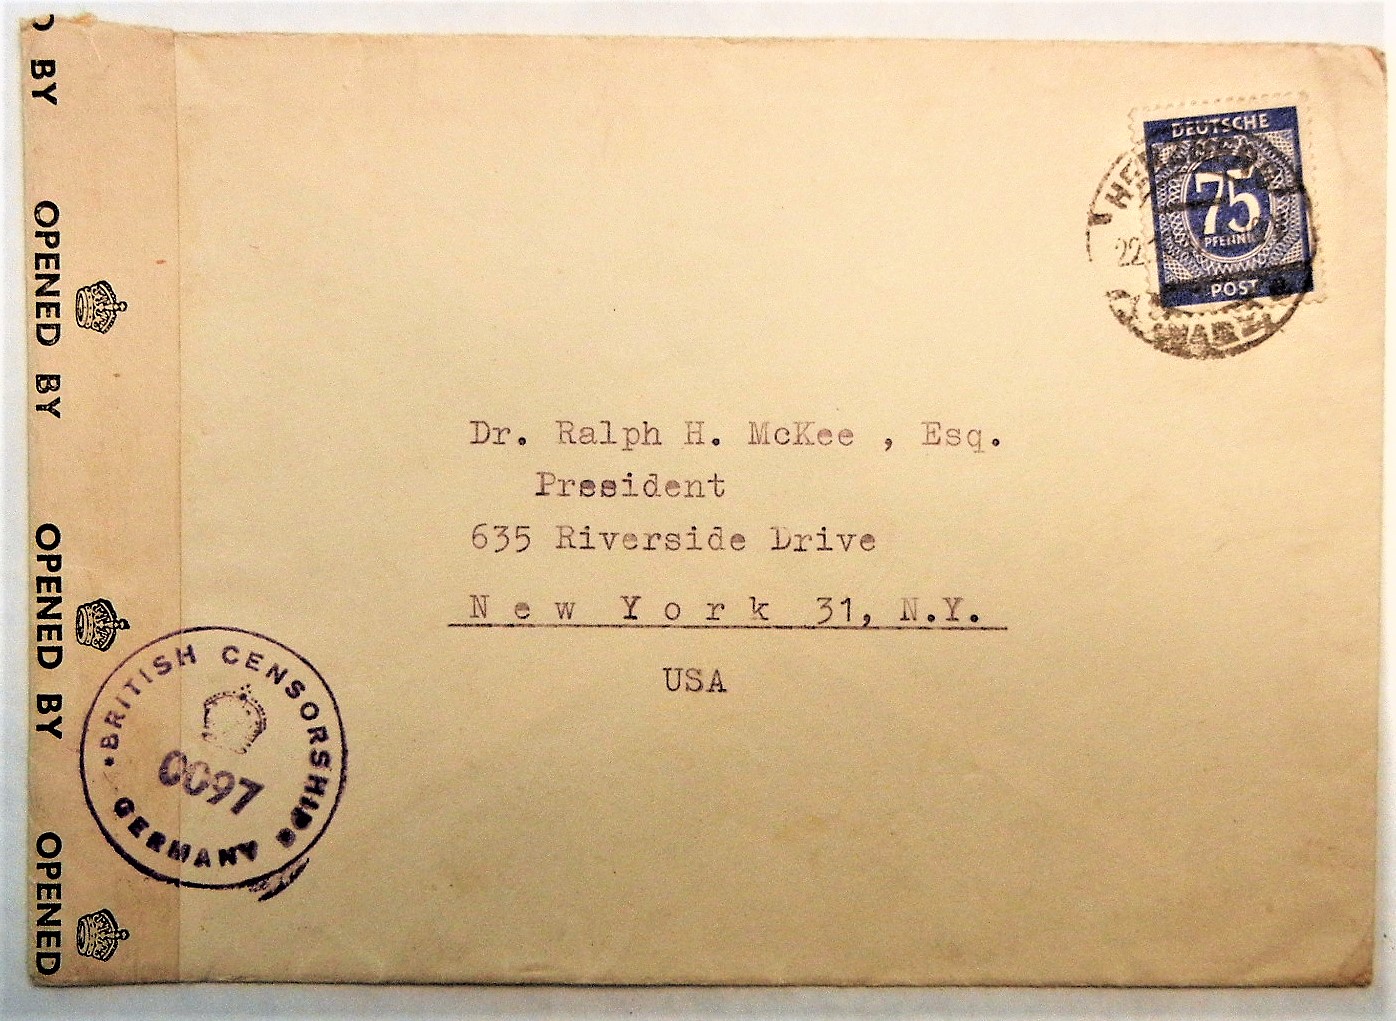 DEUTSCHE
75
PFENNIG
POST
22
Dr. Ralph H. McKee , Esq.
President
635 Riverside Drive
New York 31, N.Y.
USA
BY
OPENED BY
OPENED BY
OPENED
BRITISH CENSORSHIP
0097
GERMANY